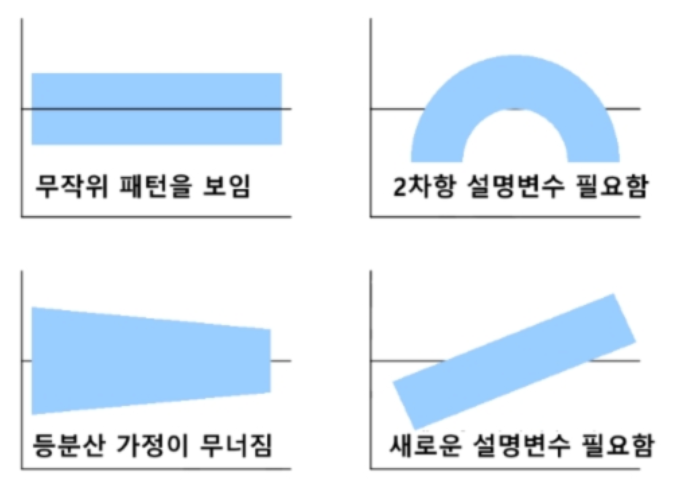 무작위 패턴을 보임
2차항 설명변수 필요함
등분산 가정이 무너짐
새로운 설명변수 필요함